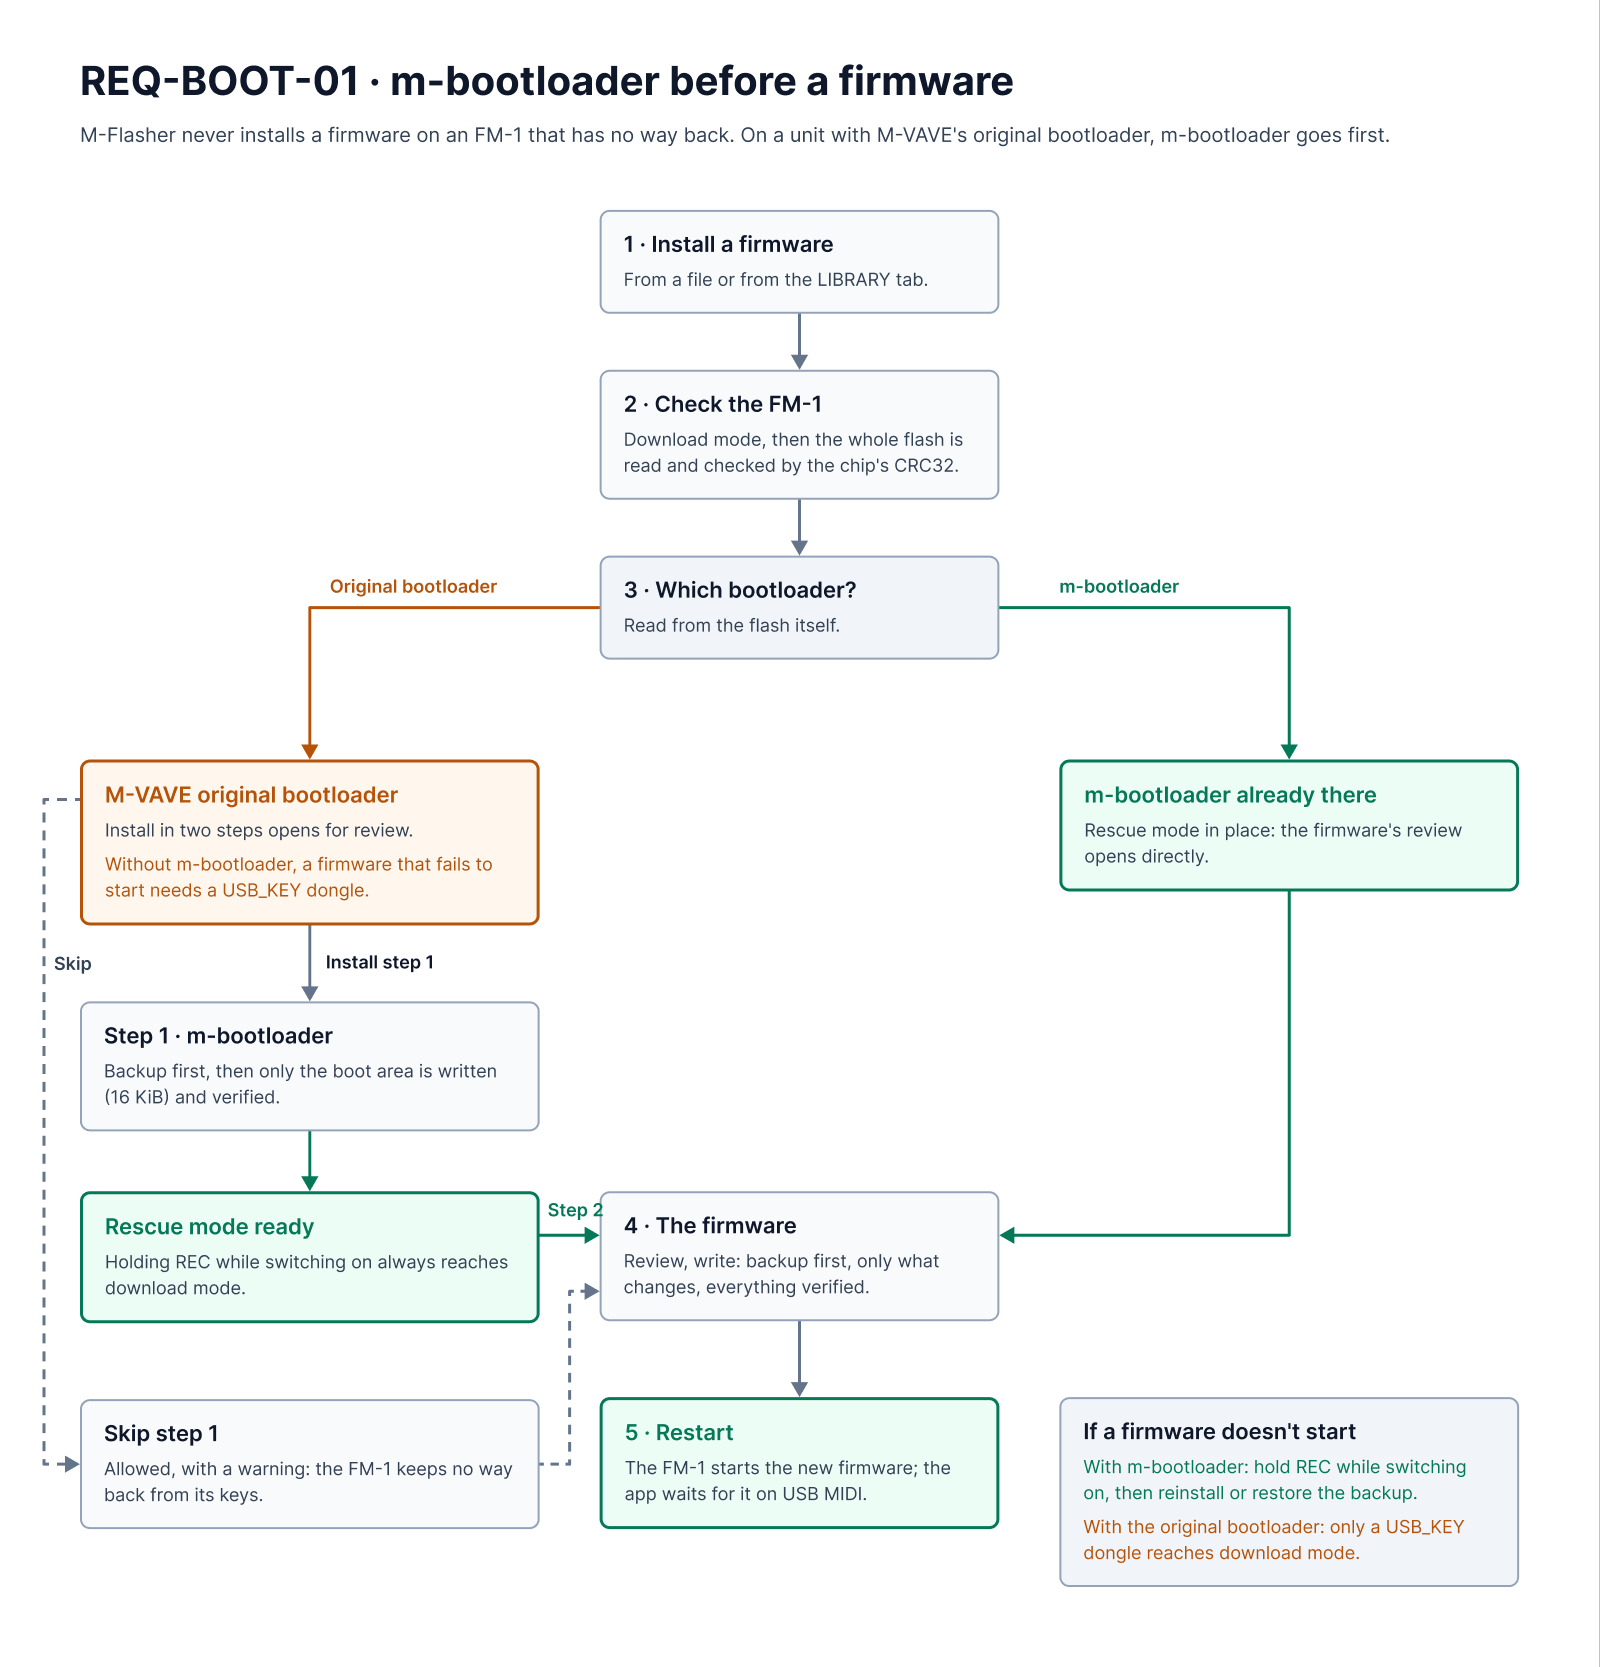 REQ-BOOT-01 · m-bootloader before a firmware
M-Flasher never installs a firmware on an FM-1 that has no way back. On a unit with M-VAVE's original bootloader, m-bootloader goes first.
1 · Install a firmware
From a file or from the LIBRARY tab.
2 · Check the FM-1
Download mode, then the whole flash is
read and checked by the chip's CRC32.
Original bootloader
3 · Which bootloader?
Read from the flash itself.
m-bootloader
M-VAVE original bootloader
Install in two steps opens for review.
Without m-bootloader, a firmware that fails to
start needs a USB_KEY dongle.
m-bootloader already there
Rescue mode in place: the firmware's review
opens directly.
Skip
Install step 1
Step 1 · m-bootloader
Backup first, then only the boot area is written
(16 KiB) and verified.
Rescue mode ready
Holding REC while switching on always reaches
download mode.
Step 2
4 · The firmware
Review, write: backup first, only what
changes, everything verified.
Skip step 1
Allowed, with a warning: the FM-1 keeps no way
back from its keys.
5 · Restart
The FM-1 starts the new firmware; the
app waits for it on USB MIDI.
If a firmware doesn't start
With m-bootloader: hold REC while switching
on, then reinstall or restore the backup.
With the original bootloader: only a USB_KEY
dongle reaches download mode.